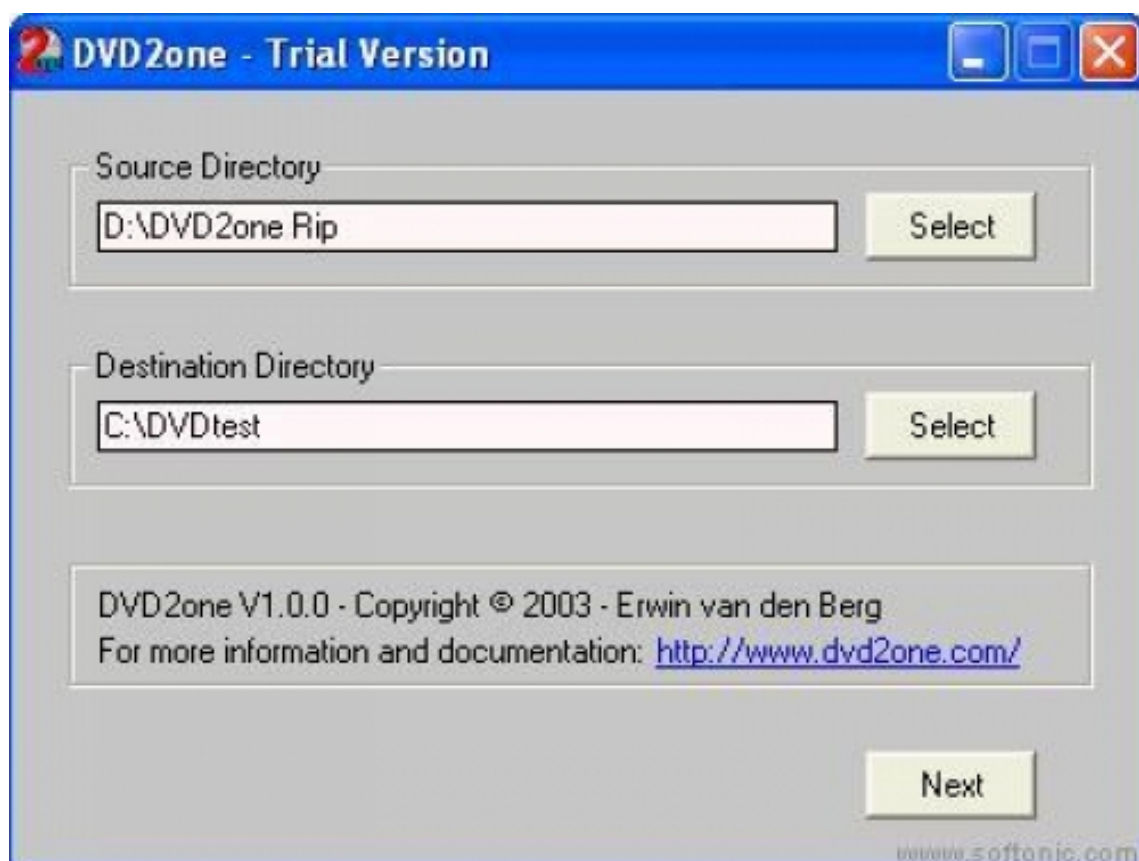 DVD2one - Trial Version
Source Directory
D:\DVD2one Rip
Select
Destination Directory
C:\DVDtest
Select
DVD2one V1.0.0 - Copyright © 2003 - Erwin van den Berg
For more information and documentation: http://www.dvd2one.com/
Next
www.softonic.com